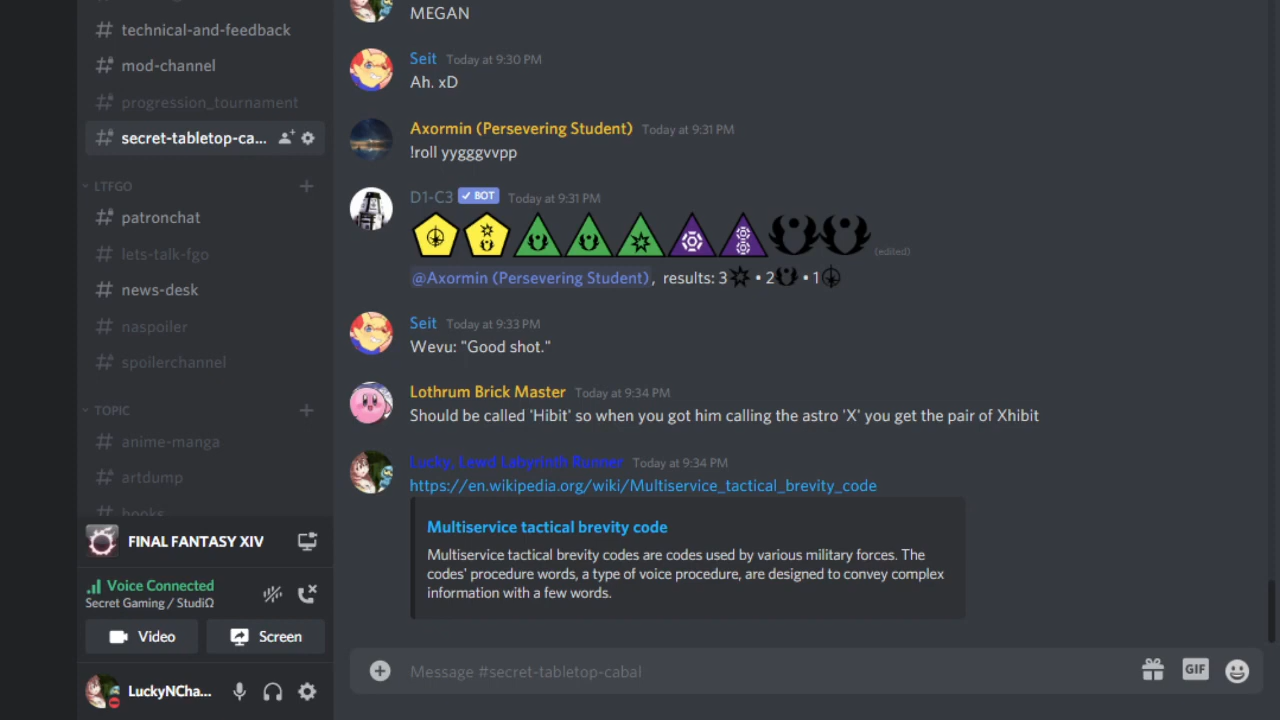 technical-and-feedback
mod-channel
progression_tournament
secret-tabletop-ca...
LTFGO
patronchat
lets-talk-fgo
news-desk
naspoiler
spoilerchannel
TOPIC
anime-manga
artdump
books
FINAL FANTASY XIV
Voice Connected
Secret Gaming / StudiΩ
Video Screen
LuckyNCha...
MEGAN
Seit Today at 9:30 PM
Ah. xD
Axormin (Persevering Student) Today at 9:31 PM
!roll yygggvvpp
D1-C3 ✓ BOT Today at 9:31 PM
(edited)
@Axormin (Persevering Student), results: 3 • 2 • 1
Seit Today at 9:33 PM
Wevu: "Good shot."
Lothrum Brick Master Today at 9:34 PM
Should be called 'Hibit' so when you got him calling the astro 'X' you get the pair of Xhibit
Lucky, Lewd Labyrinth Runner Today at 9:34 PM
https://en.wikipedia.org/wiki/Multiservice_tactical_brevity_code
Multiservice tactical brevity code
Multiservice tactical brevity codes are codes used by various military forces. The
codes' procedure words, a type of voice procedure, are designed to convey complex
information with a few words.
Message #secret-tabletop-cabal
GIF